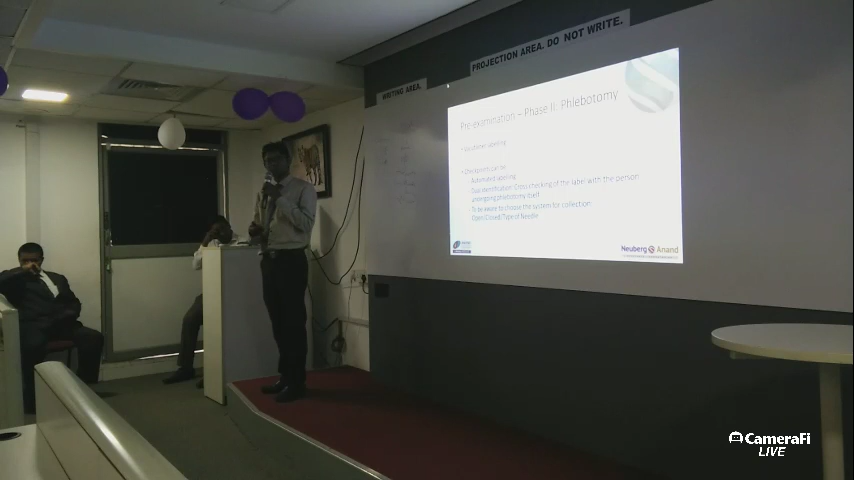 WRITING AREA.
PROJECTION AREA. DO NOT WRITE.
Pre-examination – Phase II: Phlebotomy
labeling
Checkpoints can be
Automated labeling
Dual identification: Cross checking of the label with the person
undergoing phlebotomy itself
To be aware to choose the system for collection
(Open/Closed)/Type of Needle
Neuberg Anand
CameraFi
LIVE